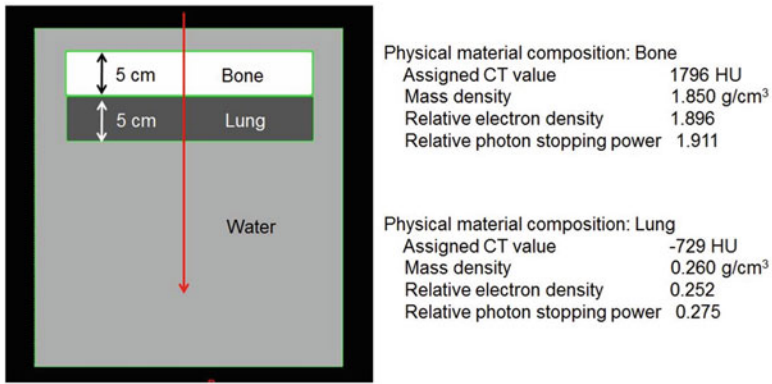 5 cm Bone
5 cm Lung
Water
Physical material composition: Bone
Assigned CT value 1796 HU
Mass density 1.850 g/cm³
Relative electron density 1.896
Relative photon stopping power 1.911
Physical material composition: Lung
Assigned CT value -729 HU
Mass density 0.260 g/cm³
Relative electron density 0.252
Relative photon stopping power 0.275